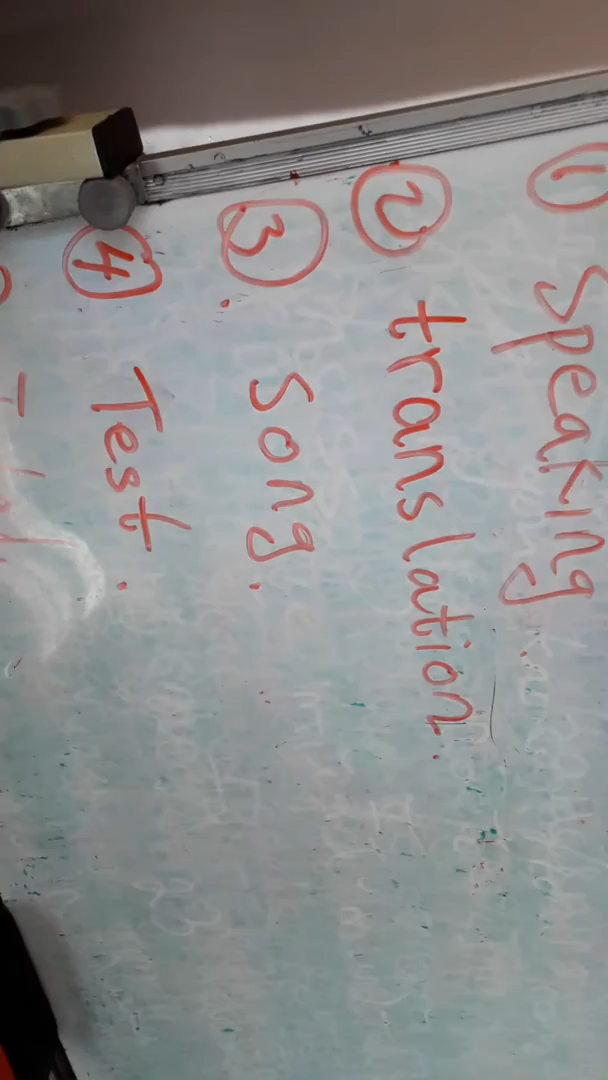 ① Speaking.
② translation.
③ Song.
④ Test.